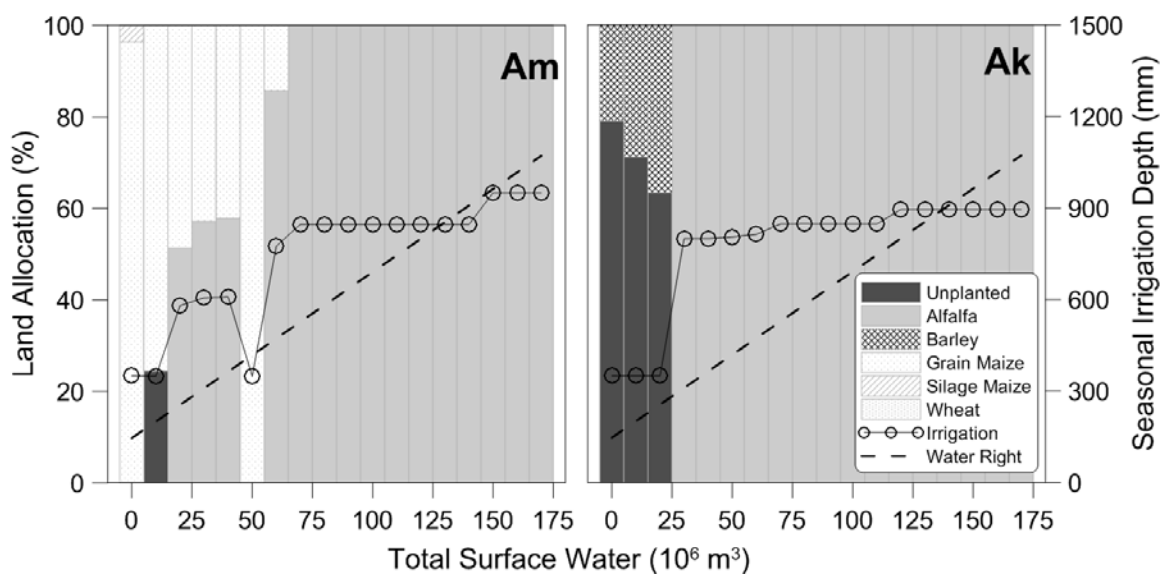 Land Allocation (%)
100
80
60
40
20
0
Am
0 25 50 75 100 125 150 175
Ak
Unplanted
Alfalfa
Barley
Grain Maize
Silage Maize
Wheat
Irrigation
Water Right
0 25 50 75 100 125 150 175
1500
1200
900
600
300
0
Seasonal Irrigation Depth (mm)
Total Surface Water (10⁶ m³)